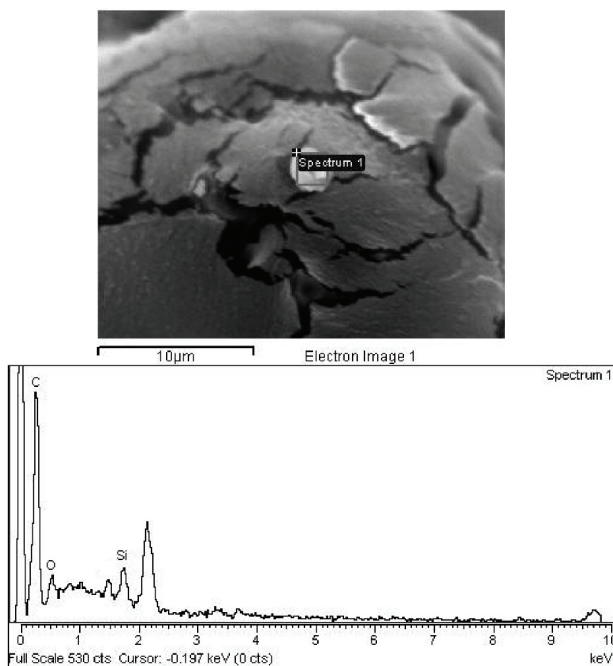 Spectrum 1
10µm Electron Image 1
Spectrum 1
C
O
Si
0 1 2 3 4 5 6 7 8 9 10
Full Scale 530 cts Cursor: -0.197 keV (0 cts) keV